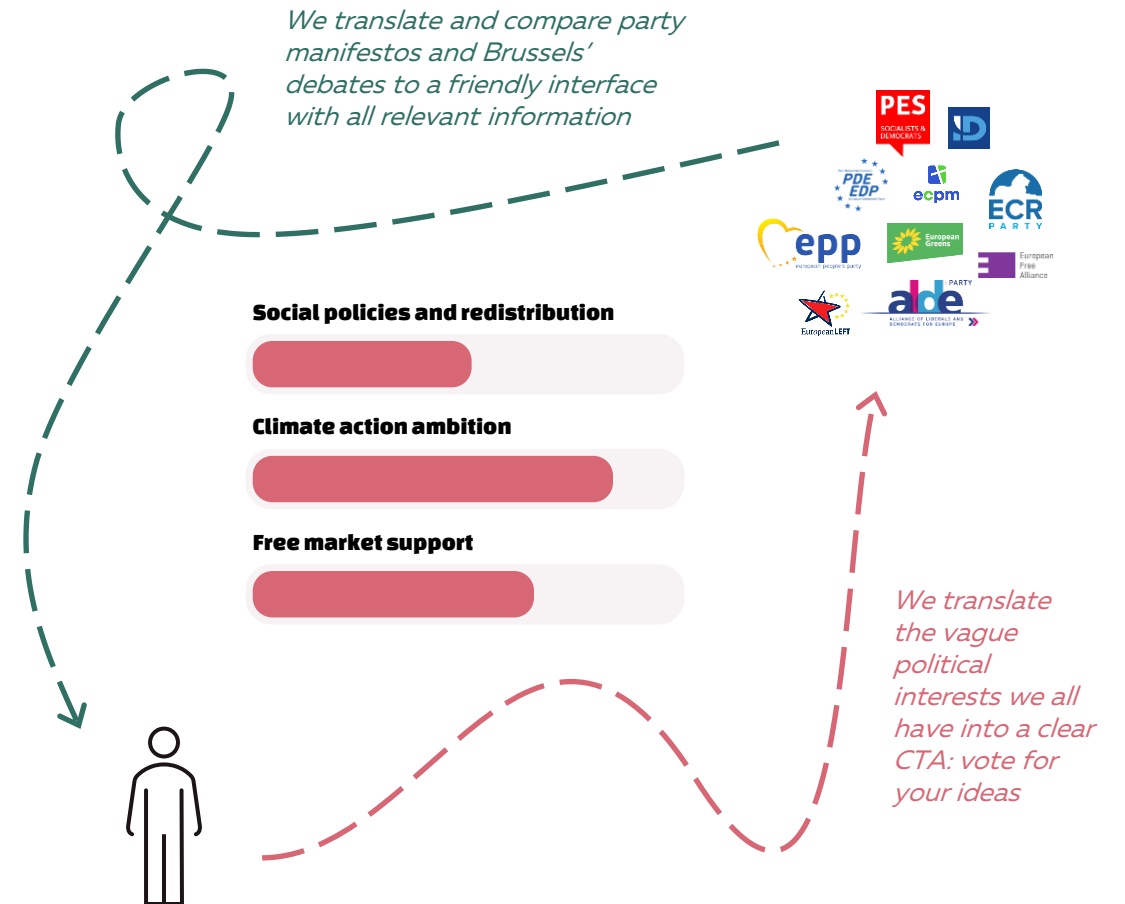 We translate and compare party
manifestos and Brussels’
debates to a friendly interface
with all relevant information
PES
SOCIALISTS &
DEMOCRATS
ID
PDE
EDP
ecpm
ECR
PARTY
epp
european people's party
European
Greens
European
Free
Alliance
European LEFT
alde
PARTY
ALLIANCE OF LIBERALS AND
DEMOCRATS FOR EUROPE
Social policies and redistribution
Climate action ambition
Free market support
We translate
the vague
political
interests we all
have into a clear
CTA: vote for
your ideas